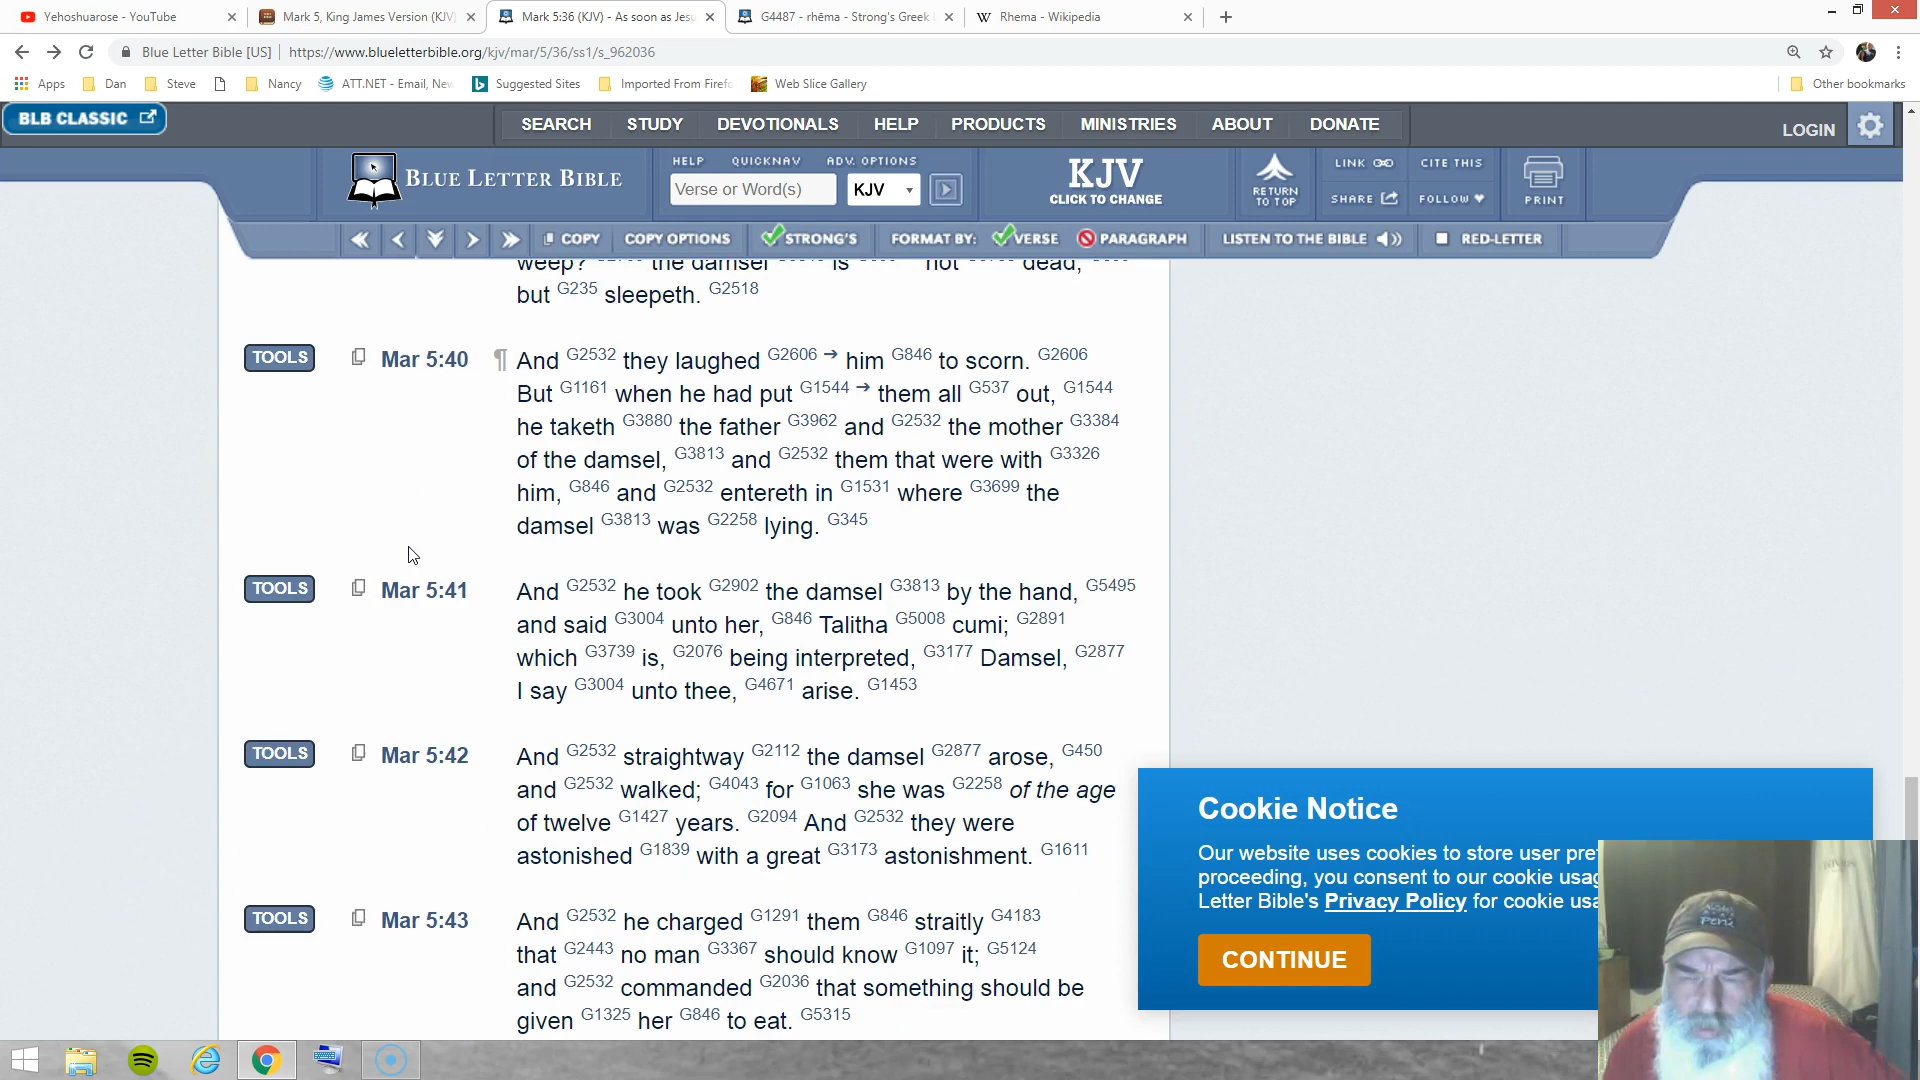 Yehoshuarose - YouTube
Mark 5, King James Version (KJV)
Mark 5:36 (KJV) - As soon as Jesu
G4487 - rhēma - Strong's Greek L
Rhema - Wikipedia
Blue Letter Bible [US] https://www.blueletterbible.org/kjv/mar/5/36/ss1/s_962036
Apps Dan Steve Nancy ATT.NET - Email, New Suggested Sites Imported From Firefo Web Slice Gallery Other bookmarks
BLB CLASSIC
SEARCH STUDY DEVOTIONALS HELP PRODUCTS MINISTRIES ABOUT DONATE
LOGIN
BLUE LETTER BIBLE
HELP QUICKNAV ADV. OPTIONS
Verse or Word(s) KJV
KJV
CLICK TO CHANGE
RETURN
TO TOP
LINK CITE THIS
SHARE FOLLOW
PRINT
COPY COPY OPTIONS STRONG'S FORMAT BY: VERSE PARAGRAPH LISTEN TO THE BIBLE RED-LETTER
weep? the damsel is not dead,
but G235 sleepeth. G2518
TOOLS Mar 5:40 ¶ And G2532 they laughed G2606 → him G846 to scorn. G2606
But G1161 when he had put G1544 → them all G537 out, G1544
he taketh G3880 the father G3962 and G2532 the mother G3384
of the damsel, G3813 and G2532 them that were with G3326
him, G846 and G2532 entereth in G1531 where G3699 the
damsel G3813 was G2258 lying. G345
TOOLS Mar 5:41 And G2532 he took G2902 the damsel G3813 by the hand, G5495
and said G3004 unto her, G846 Talitha G5008 cumi; G2891
which G3739 is, G2076 being interpreted, G3177 Damsel, G2877
I say G3004 unto thee, G4671 arise. G1453
TOOLS Mar 5:42 And G2532 straightway G2112 the damsel G2877 arose, G450
and G2532 walked; G4043 for G1063 she was G2258 of the age
of twelve G1427 years. G2094 And G2532 they were
astonished G1839 with a great G3173 astonishment. G1611
TOOLS Mar 5:43 And G2532 he charged G1291 them G846 straitly G4183
that G2443 no man G3367 should know G1097 it; G5124
and G2532 commanded G2036 that something should be
given G1325 her G846 to eat. G5315
Cookie Notice
Our website uses cookies to store user pref
proceeding, you consent to our cookie usag
Letter Bible's Privacy Policy for cookie usa
CONTINUE